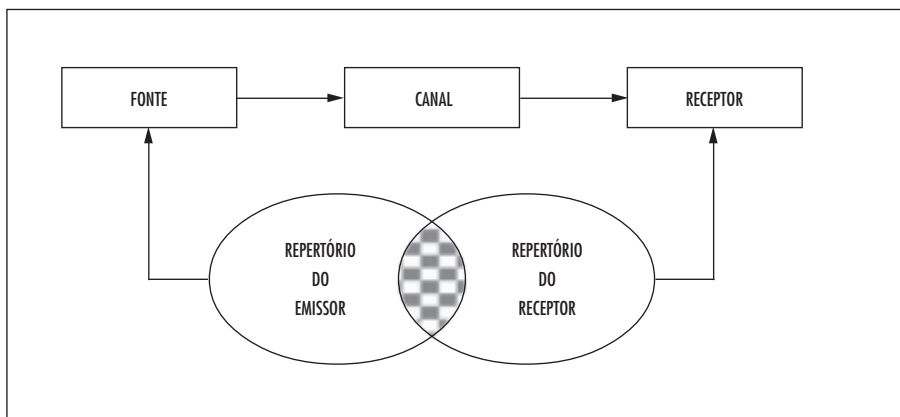 FONTE
CANAL
RECEPTOR
REPERTÓRIO
DO
EMISSOR
REPERTÓRIO
DO
RECEPTOR